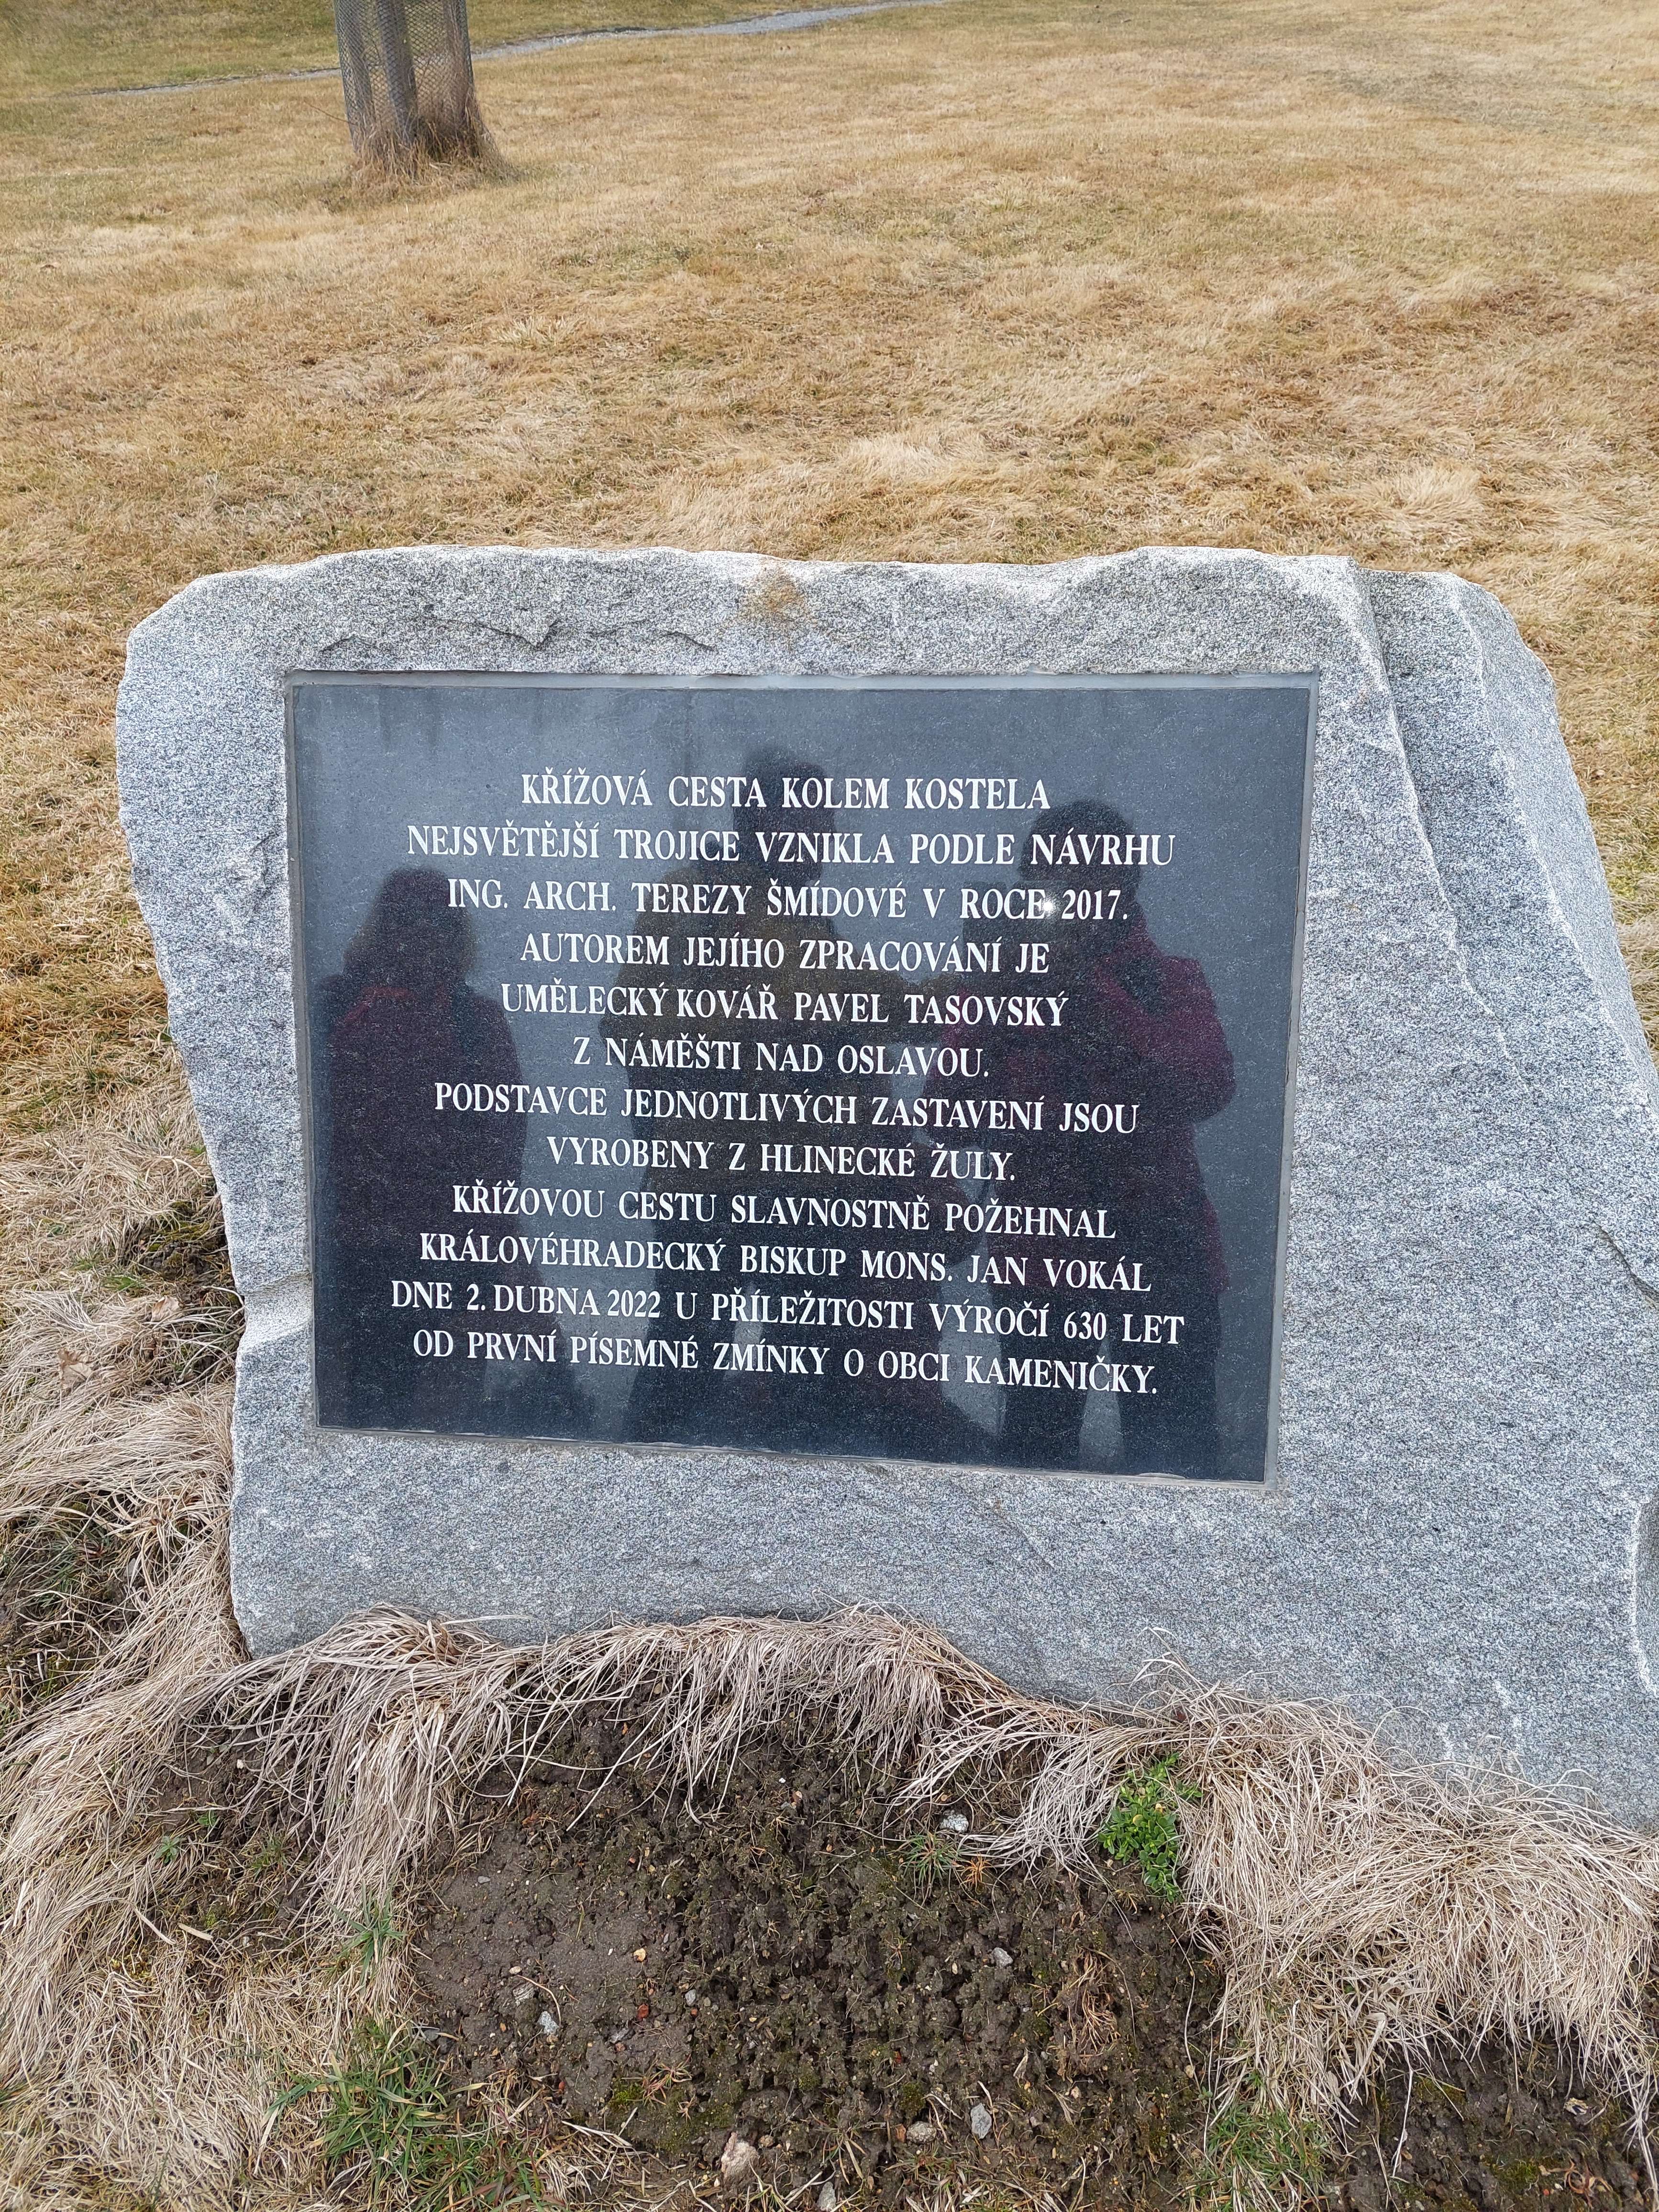 KŘÍŽOVÁ CESTA KOLEM KOSTELA
NEJSVĚTĚJŠÍ TROJICE VZNIKLA PODLE NÁVRHU
ING. ARCH. TEREZY ŠMÍDOVÉ V ROCE 2017.
AUTOREM JEJÍHO ZPRACOVÁNÍ JE
UMĚLECKÝ KOVÁŘ PAVEL TASOVSKÝ
Z NÁMĚŠTI NAD OSLAVOU.
PODSTAVCE JEDNOTLIVÝCH ZASTAVENÍ JSOU
VYROBENY Z HLINECKÉ ŽULY.
KŘÍŽOVOU CESTU SLAVNOSTNĚ POŽEHNAL
KRÁLOVÉHRADECKÝ BISKUP MONS. JAN VOKÁL
DNE 2. DUBNA 2022 U PŘÍLEŽITOSTI VÝROČÍ 630 LET
OD PRVNÍ PÍSEMNÉ ZMÍNKY O OBCI KAMENIČKY.